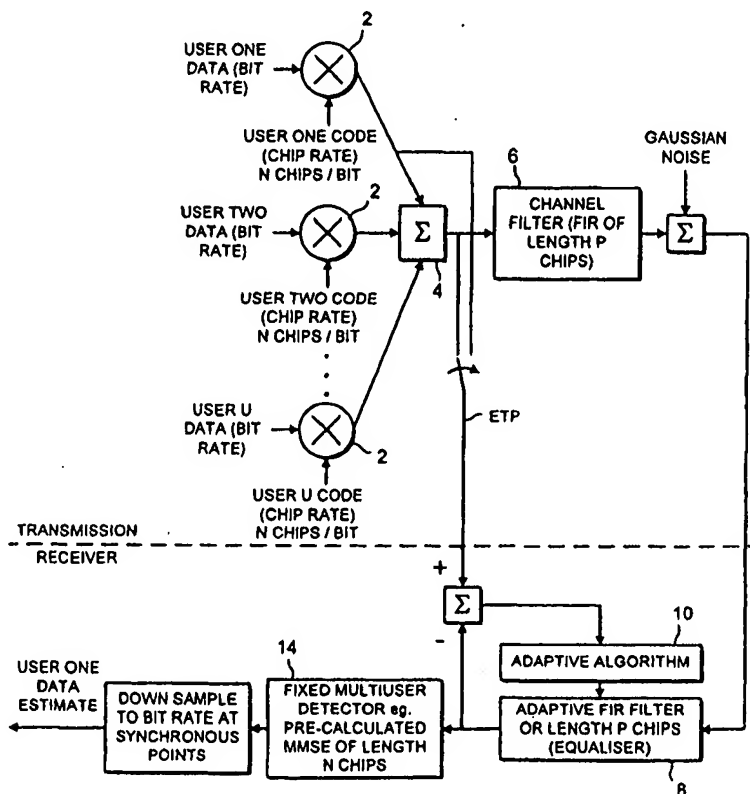 2
USER ONE
DATA (BIT
RATE)
USER ONE CODE
(CHIP RATE)
N CHIPS / BIT
2
USER TWO
DATA (BIT
RATE)
USER TWO CODE
(CHIP RATE)
N CHIPS / BIT
Σ
4
6
CHANNEL
FILTER (FIR OF
LENGTH P
CHIPS)
GAUSSIAN
NOISE
Σ
USER U
DATA (BIT
RATE)
2
USER U CODE
(CHIP RATE)
N CHIPS / BIT
ETP
TRANSMISSION
RECEIVER
+
Σ
-
10
ADAPTIVE ALGORITHM
ADAPTIVE FIR FILTER
OR LENGTH P CHIPS
(EQUALISER)
8
14
FIXED MULTIUSER
DETECTOR eg.
PRE-CALCULATED
MMSE OF LENGTH
N CHIPS
DOWN SAMPLE
TO BIT RATE AT
SYNCHRONOUS
POINTS
USER ONE
DATA
ESTIMATE